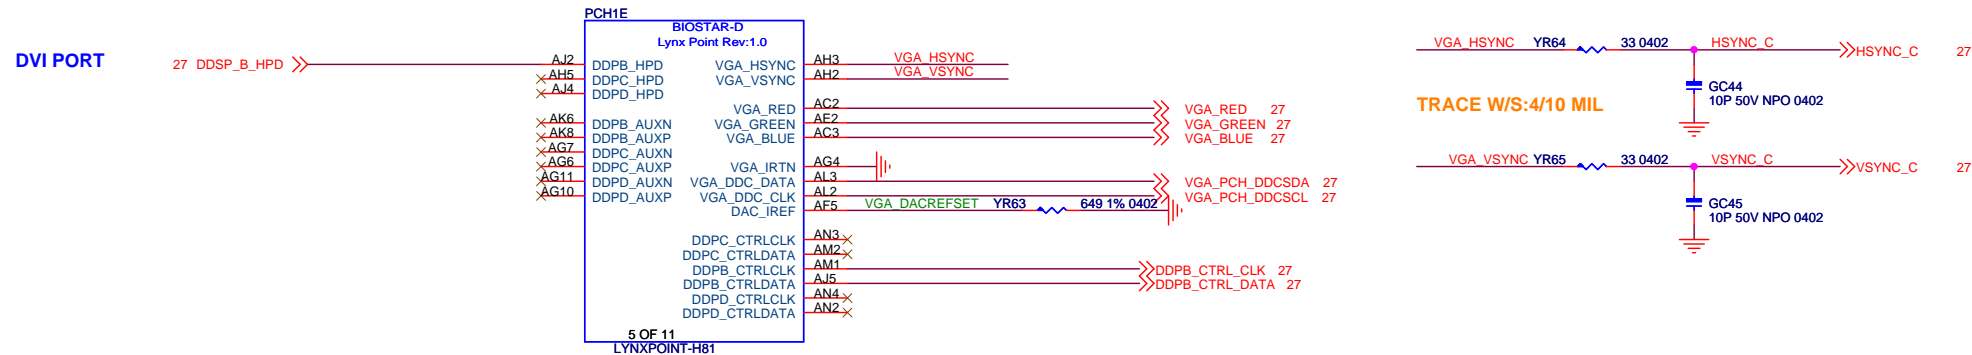 PCH1E
BIOSTAR-D
Lynx Point Rev:1.0
DVI PORT
27 DDSP_B_HPD
AJ2 DDPB_HPD
AH5 DDPC_HPD
AJ4 DDPD_HPD
AK6 DDPB_AUXN
AK8 DDPB_AUXP
AG7 DDPC_AUXN
AG6 DDPC_AUXP
AG11 DDPD_AUXN
AG10 DDPD_AUXP
VGA_HSYNC AH3 VGA_HSYNC
VGA_VSYNC AH2 VGA_VSYNC
VGA_RED AC2 VGA_RED 27
VGA_GREEN AE2 VGA_GREEN 27
VGA_BLUE AC3 VGA_BLUE 27
VGA_IRTN AG4
VGA_DDC_DATA AL3 VGA_PCH_DDCSDA 27
VGA_DDC_CLK AL2 VGA_PCH_DDCSCL 27
DAC_IREF AF5 VGA_DACREFSET YR63 649 1% 0402
DDPC_CTRLCLK AN3
DDPC_CTRLDATA AM2
DDPB_CTRLCLK AM1 DDPB_CTRL_CLK 27
DDPB_CTRLDATA AJ5 DDPB_CTRL_DATA 27
DDPD_CTRLCLK AN4
DDPD_CTRLDATA AN2
5 OF 11
LYNXPOINT-H81
VGA_HSYNC YR64 33 0402 HSYNC_C HSYNC_C 27
GC44
10P 50V NPO 0402
TRACE W/S:4/10 MIL
VGA_VSYNC YR65 33 0402 VSYNC_C VSYNC_C 27
GC45
10P 50V NPO 0402